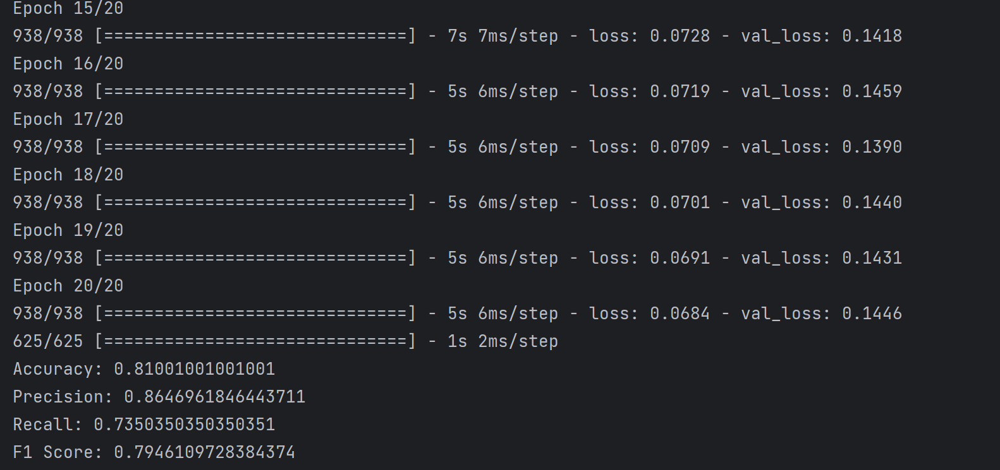 Epoch 15/20
938/938 [==============================] - 7s 7ms/step - loss: 0.0728 - val_loss: 0.1418
Epoch 16/20
938/938 [==============================] - 5s 6ms/step - loss: 0.0719 - val_loss: 0.1459
Epoch 17/20
938/938 [==============================] - 5s 6ms/step - loss: 0.0709 - val_loss: 0.1390
Epoch 18/20
938/938 [==============================] - 5s 6ms/step - loss: 0.0701 - val_loss: 0.1440
Epoch 19/20
938/938 [==============================] - 5s 6ms/step - loss: 0.0691 - val_loss: 0.1431
Epoch 20/20
938/938 [==============================] - 5s 6ms/step - loss: 0.0684 - val_loss: 0.1446
625/625 [==============================] - 1s 2ms/step
Accuracy: 0.81001001001001
Precision: 0.8646961846443711
Recall: 0.7350350350350351
F1 Score: 0.7946109728384374